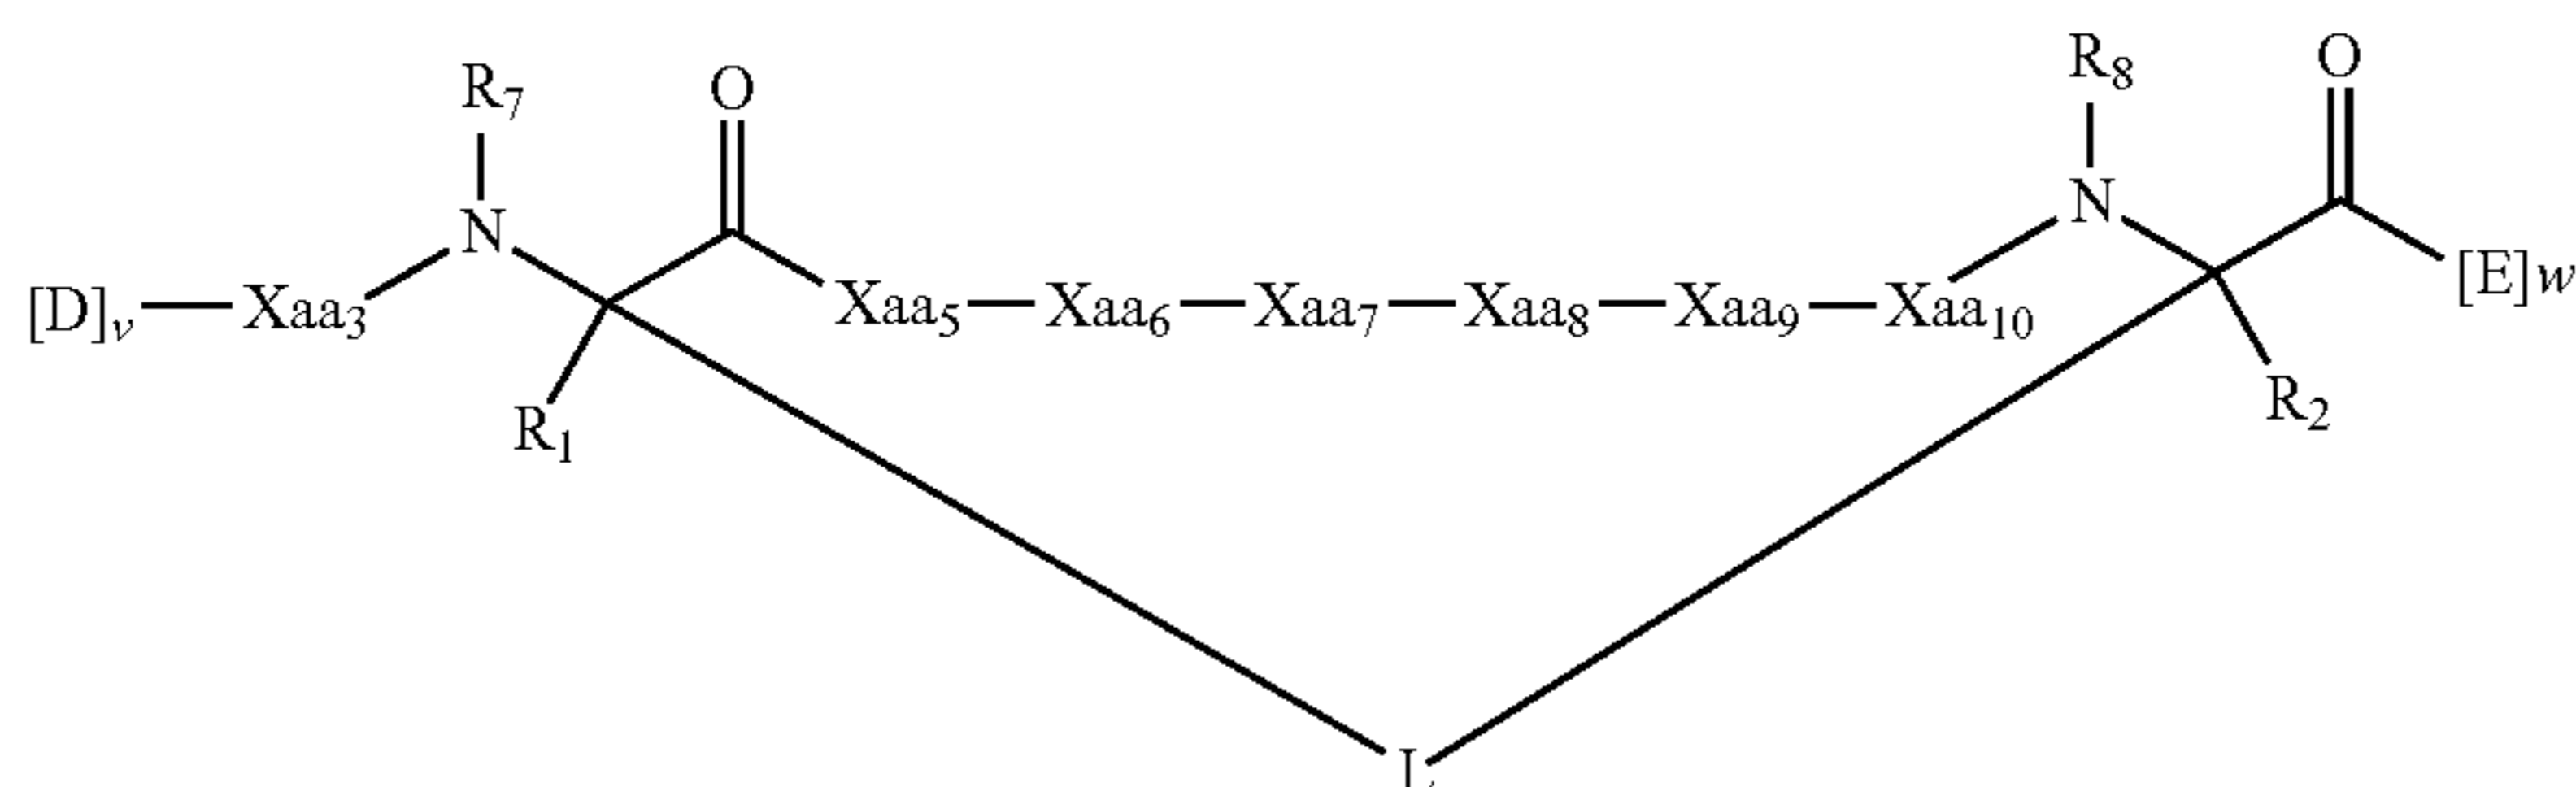 R8
O
R7
O
N
N
[D]v—Xaa3
Xaa5—Xaa6—Xaa7—Xaa8—Xaa9—Xaa10
[E]w
R1
R2
L